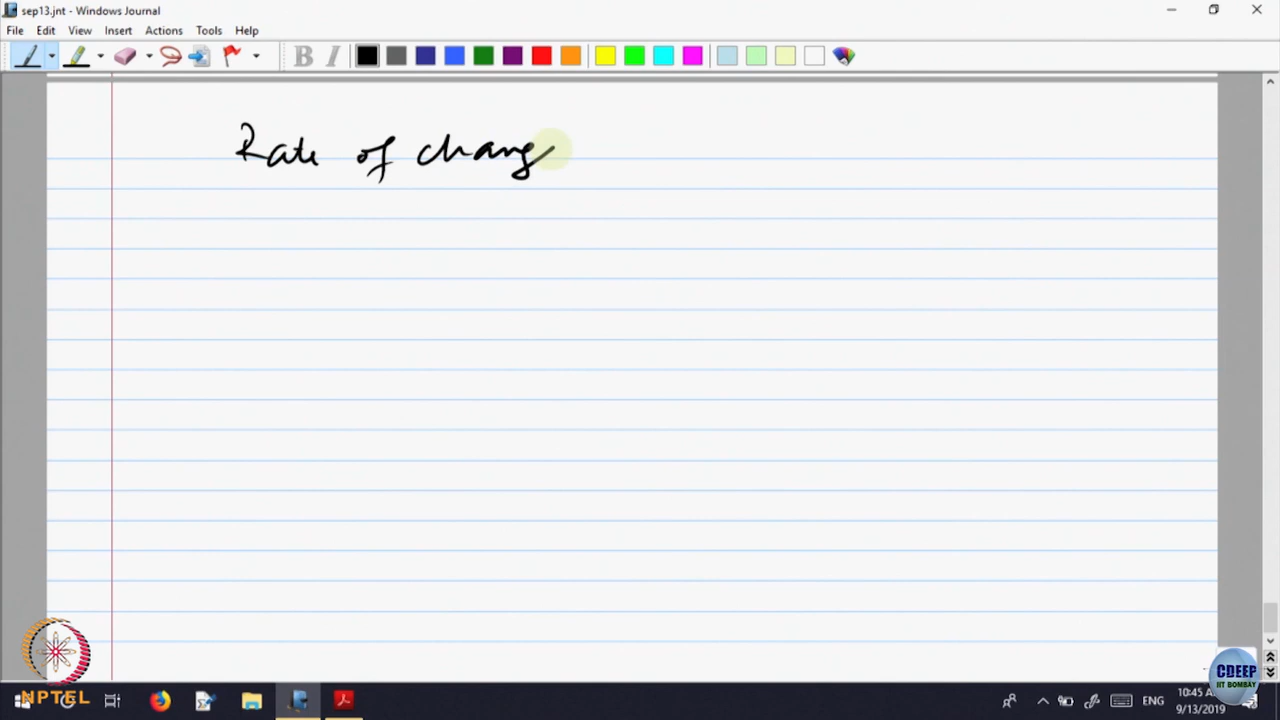 sep13.jnt - Windows Journal
File Edit View Insert Actions Tools Help
B I
Rate of chang
NPTEL
CDEEP
IIT BOMBAY
ENG
10:45 A
9/13/2019